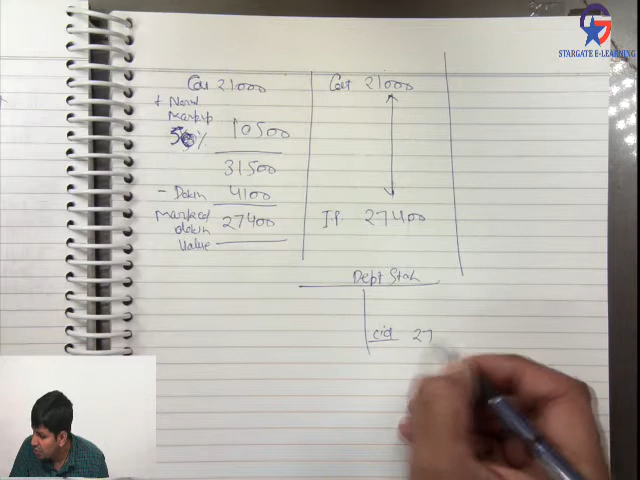 STARGATE E-LEARNING
Cost 21000
+ Normal
Markup
50% 10500
31500
- Down 4100
Marked 27400
down
Value
Cost 21000
I.P. 27400
Dept Stock
c/d 27